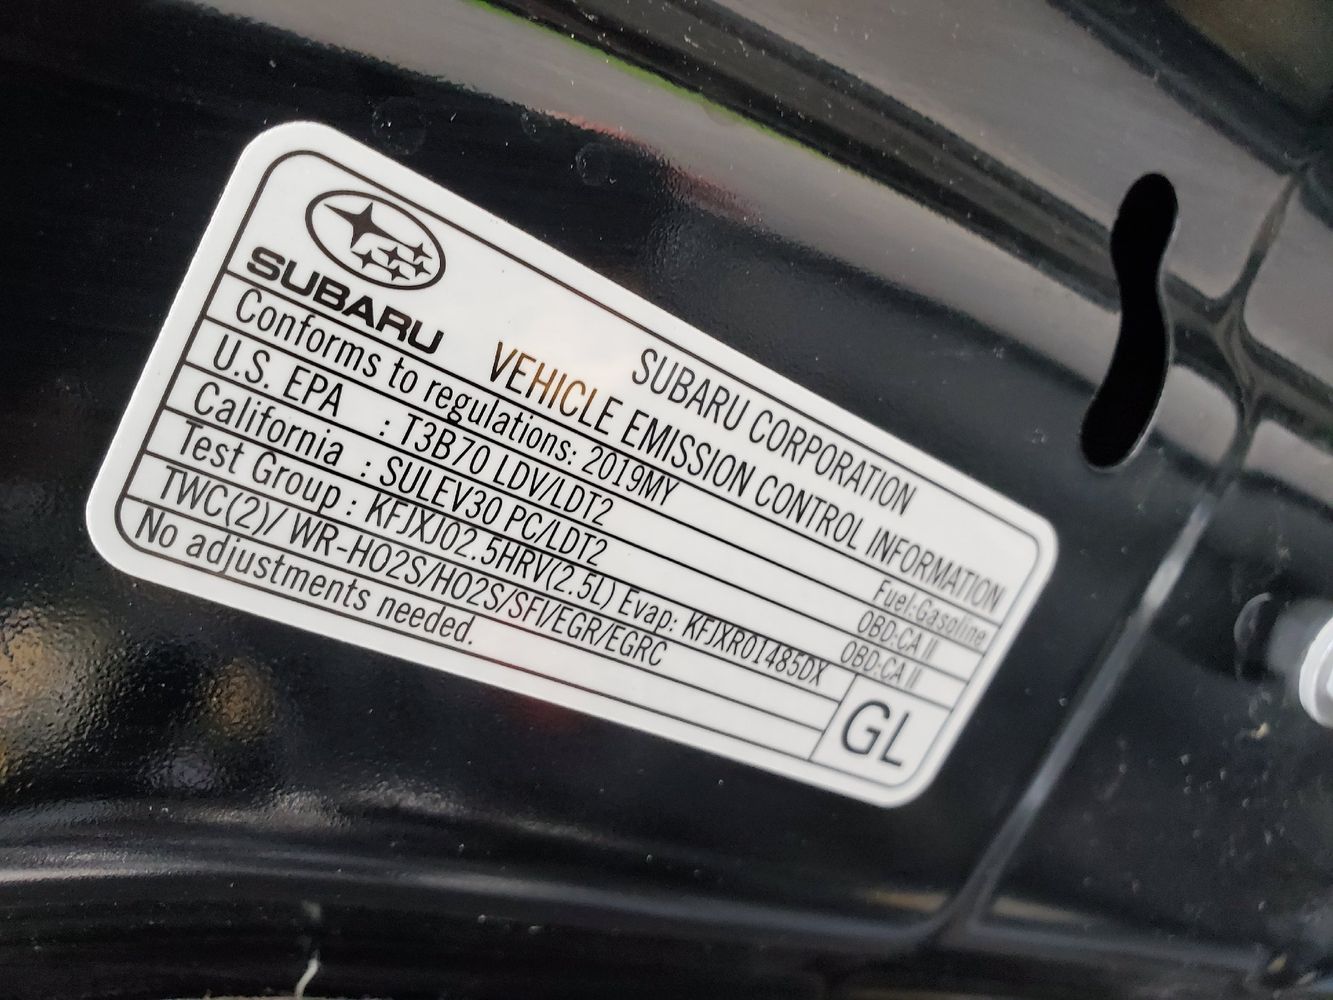 SUBARU
SUBARU CORPORATION
VEHICLE EMISSION CONTROL INFORMATION
Conforms to regulations: 2019MY Fuel:Gasoline
U.S. EPA : T3B70 LDV/LDT2 OBD:CA II
California : SULEV30 PC/LDT2 OBD:CA II
Test Group : KFJXJ02.5HRV(2.5L) Evap: KFJXR01485DX
TWC(2)/ WR-HO2S/HO2S/SFI/EGR/EGRC
No adjustments needed.
GL